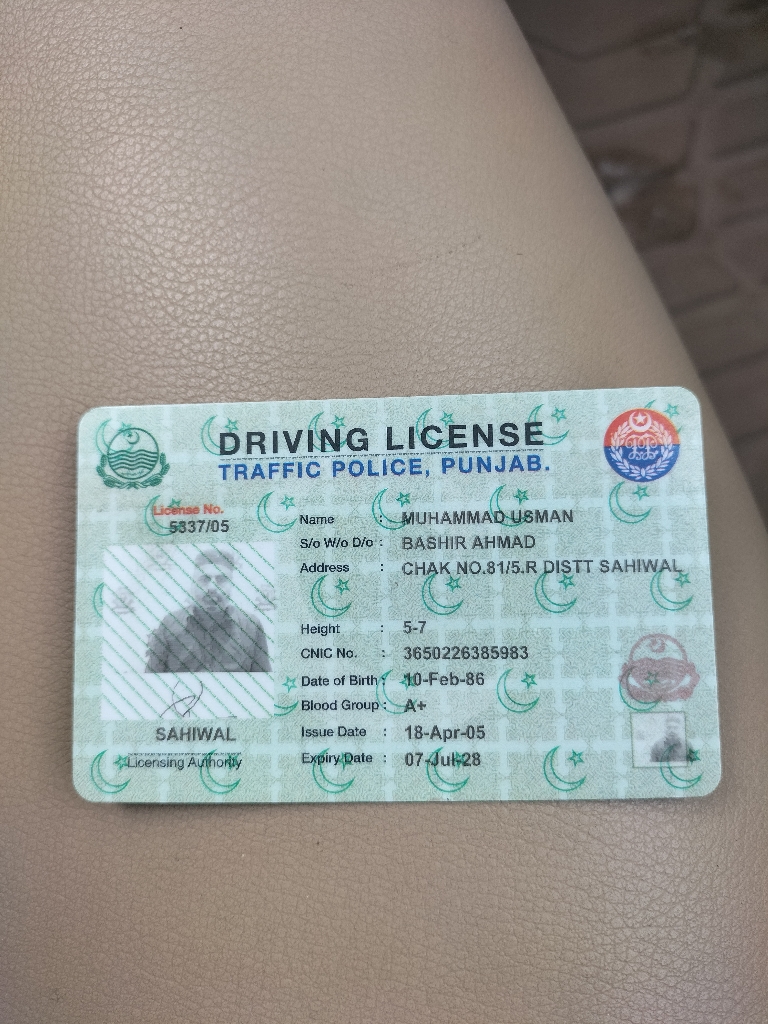 DRIVING LICENSE
TRAFFIC POLICE, PUNJAB.
License No.
5337/05
Name : MUHAMMAD USMAN
S/o W/o D/o : BASHIR AHMAD
Address : CHAK NO.81/5.R DISTT SAHIWAL
Height : 5-7
CNIC No. : 3650226385983
Date of Birth : 10-Feb-86
Blood Group : A+
Issue Date : 18-Apr-05
Expiry Date : 07-Jul-28
SAHIWAL
Licensing Authority